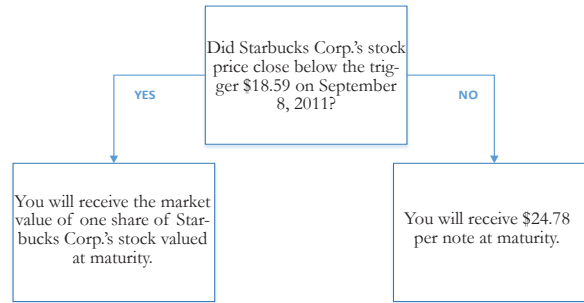 Did Starbucks Corp.'s stock
price close below the trig-
ger $18.59 on September
8, 2011?
YES
NO
You will receive the market
value of one share of Star-
bucks Corp.'s stock valued
at maturity.
You will receive $24.78
per note at maturity.